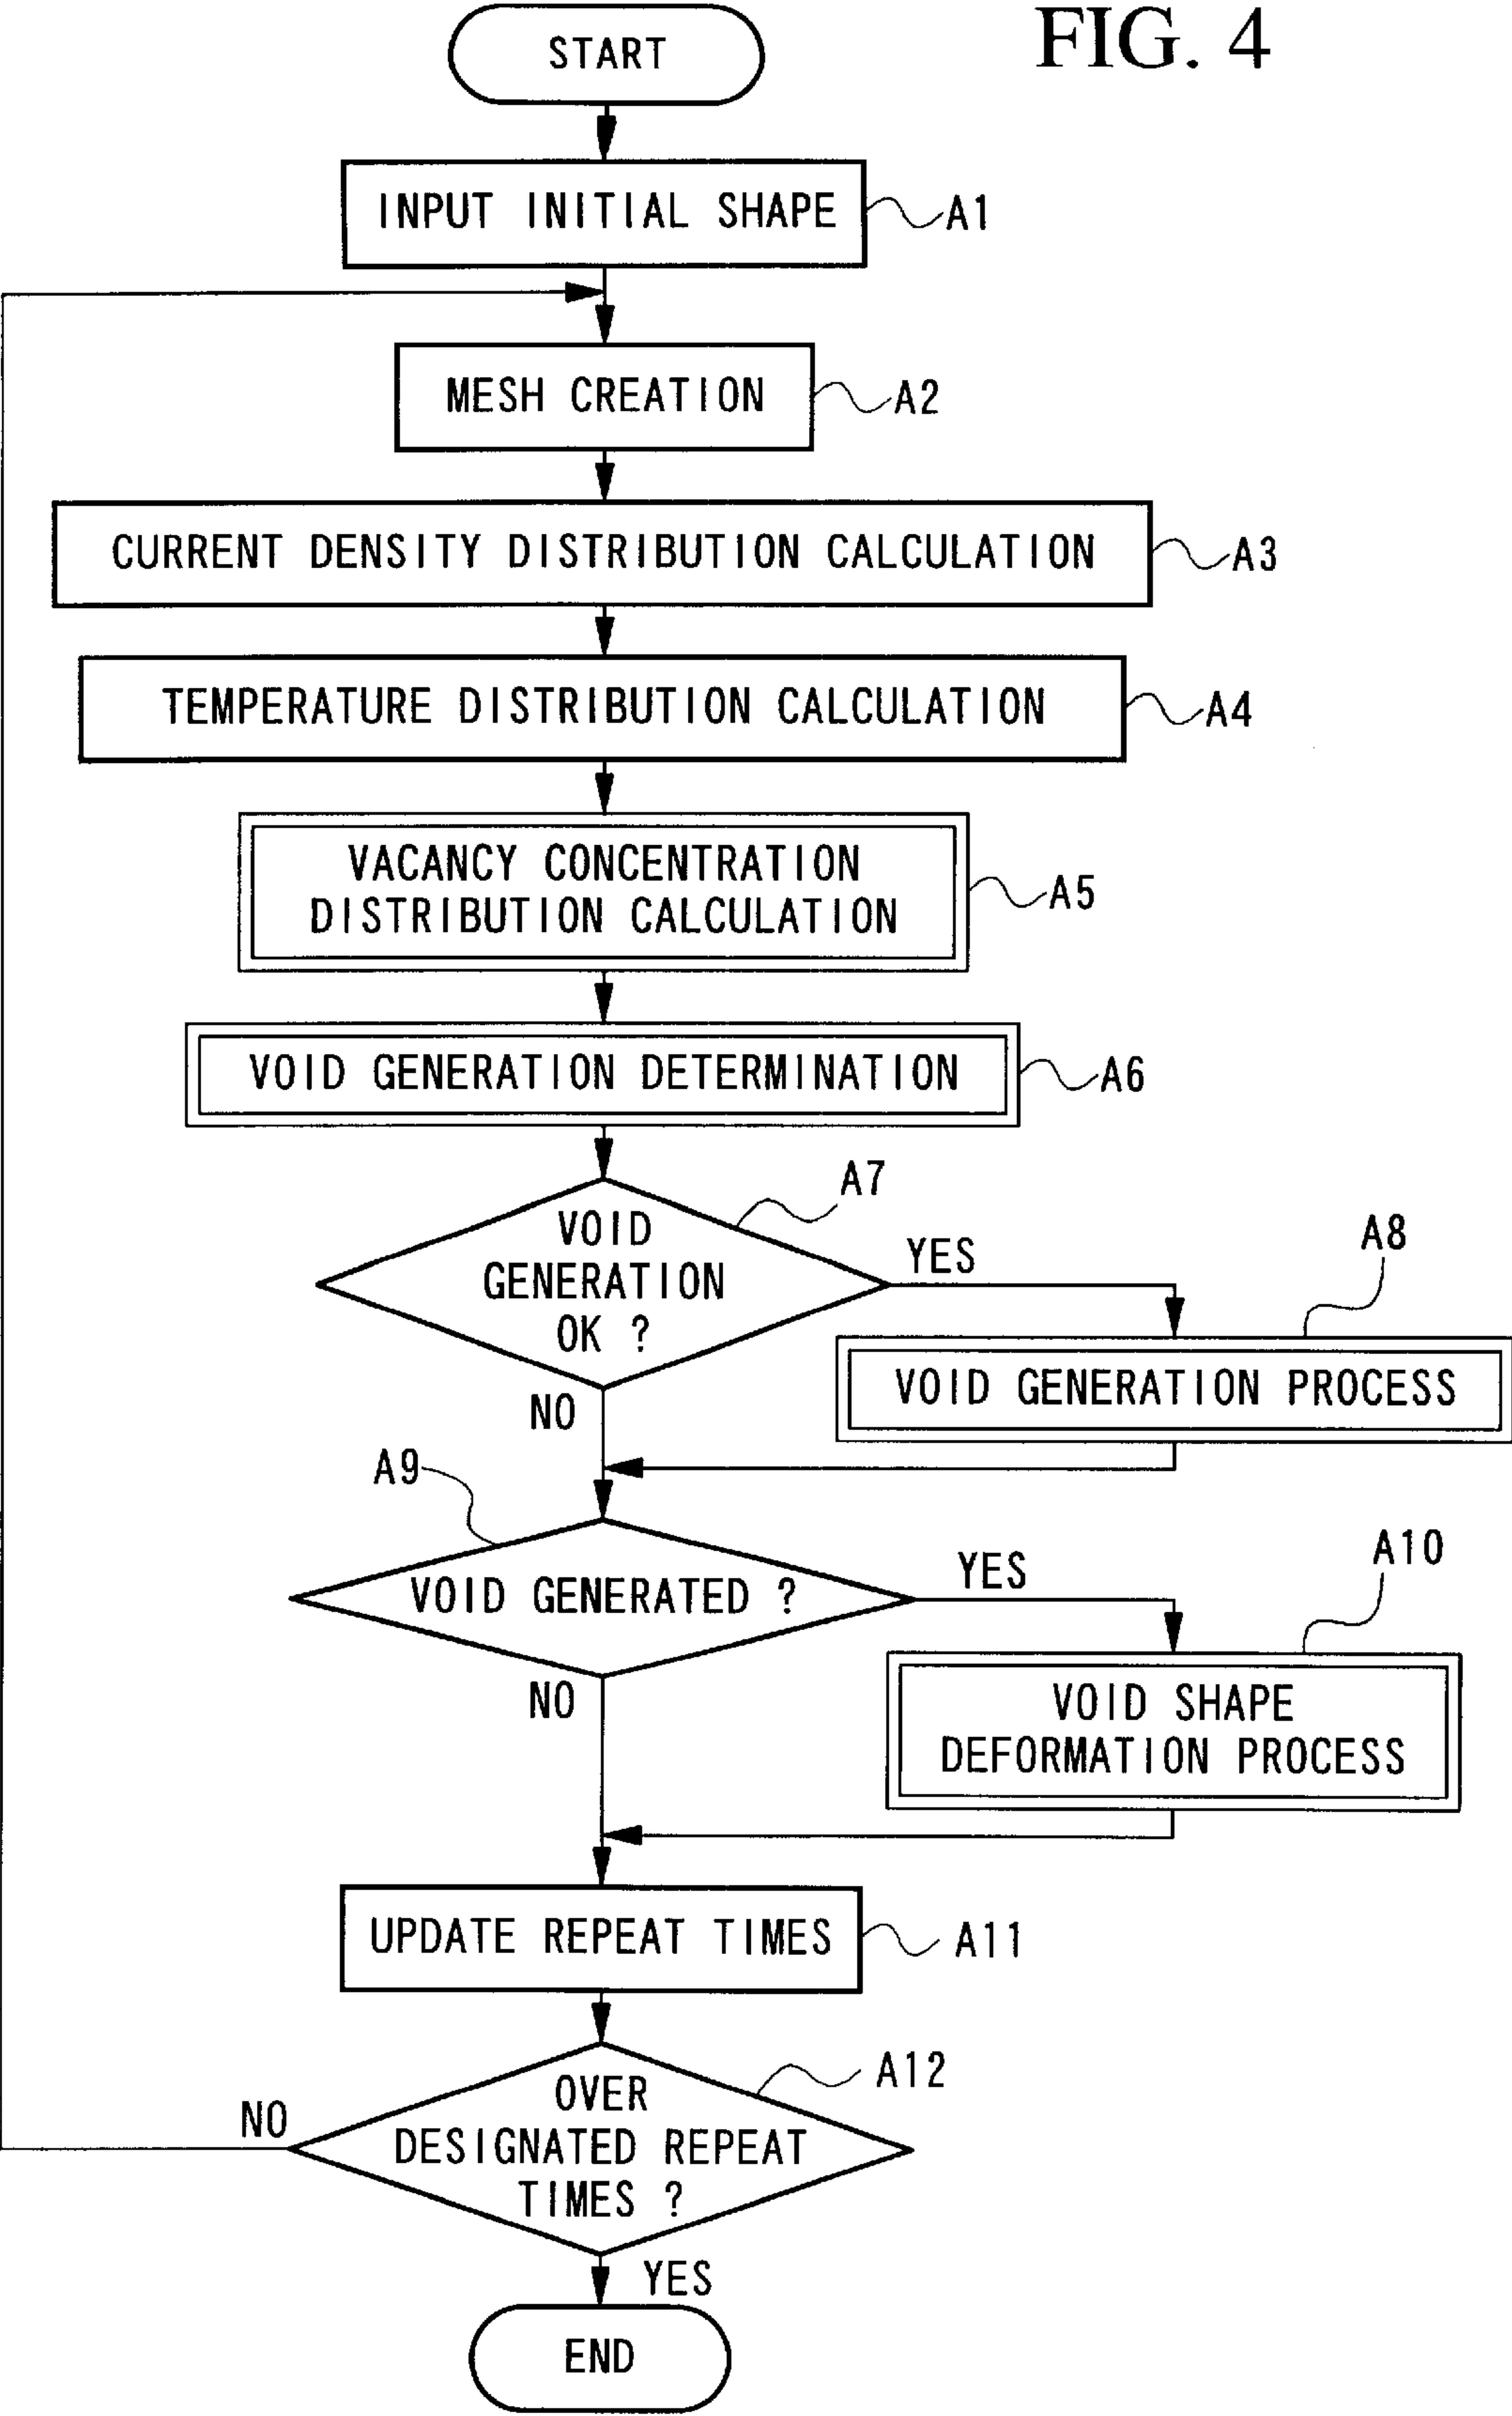 FIG. 4
START
INPUT INITIAL SHAPE
A1
MESH CREATION
A2
CURRENT DENSITY DISTRIBUTION CALCULATION
A3
TEMPERATURE DISTRIBUTION CALCULATION
A4
VACANCY CONCENTRATION
DISTRIBUTION CALCULATION
A5
VOID GENERATION DETERMINATION
A6
A7
VOID
GENERATION
OK ?
YES
A8
VOID GENERATION PROCESS
NO
A9
VOID GENERATED ?
YES
A10
VOID SHAPE
DEFORMATION PROCESS
NO
UPDATE REPEAT TIMES
A11
A12
OVER
DESIGNATED REPEAT
TIMES ?
NO
YES
END